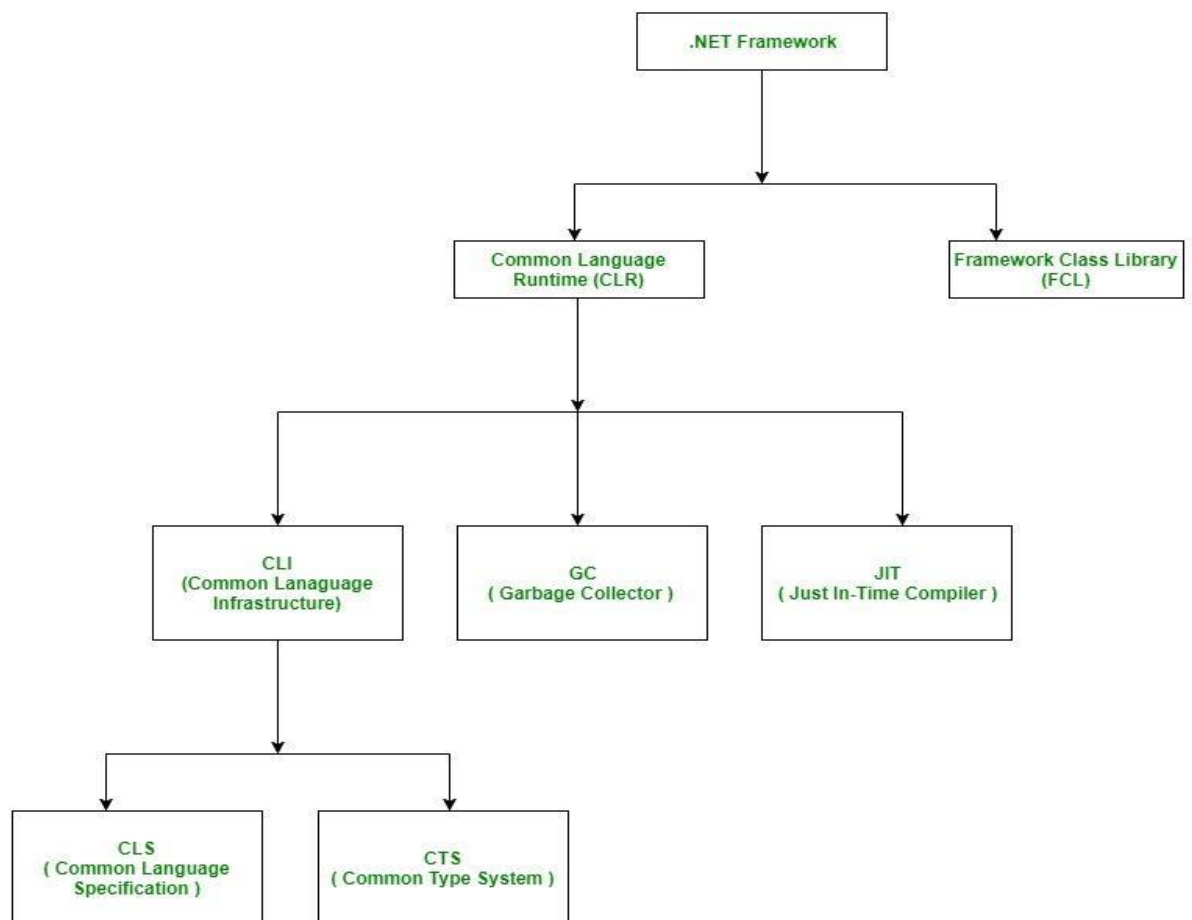 .NET Framework
Common Language
Runtime (CLR)
Framework Class Library
(FCL)
CLI
(Common Lanaguage
Infrastructure)
GC
( Garbage Collector )
JIT
( Just In-Time Compiler )
CLS
( Common Language
Specification )
CTS
( Common Type System )